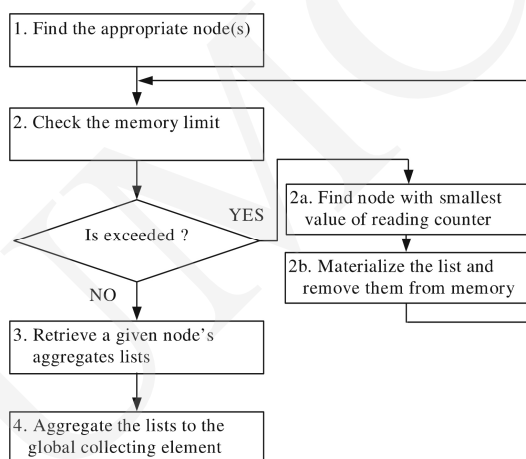 1. Find the appropriate node(s)
2. Check the memory limit
Is exceeded ?
YES
2a. Find node with smallest
value of reading counter
2b. Materialize the list and
remove them from memory
NO
3. Retrieve a given node's
aggregates lists
4. Aggregate the lists to the
global collecting element